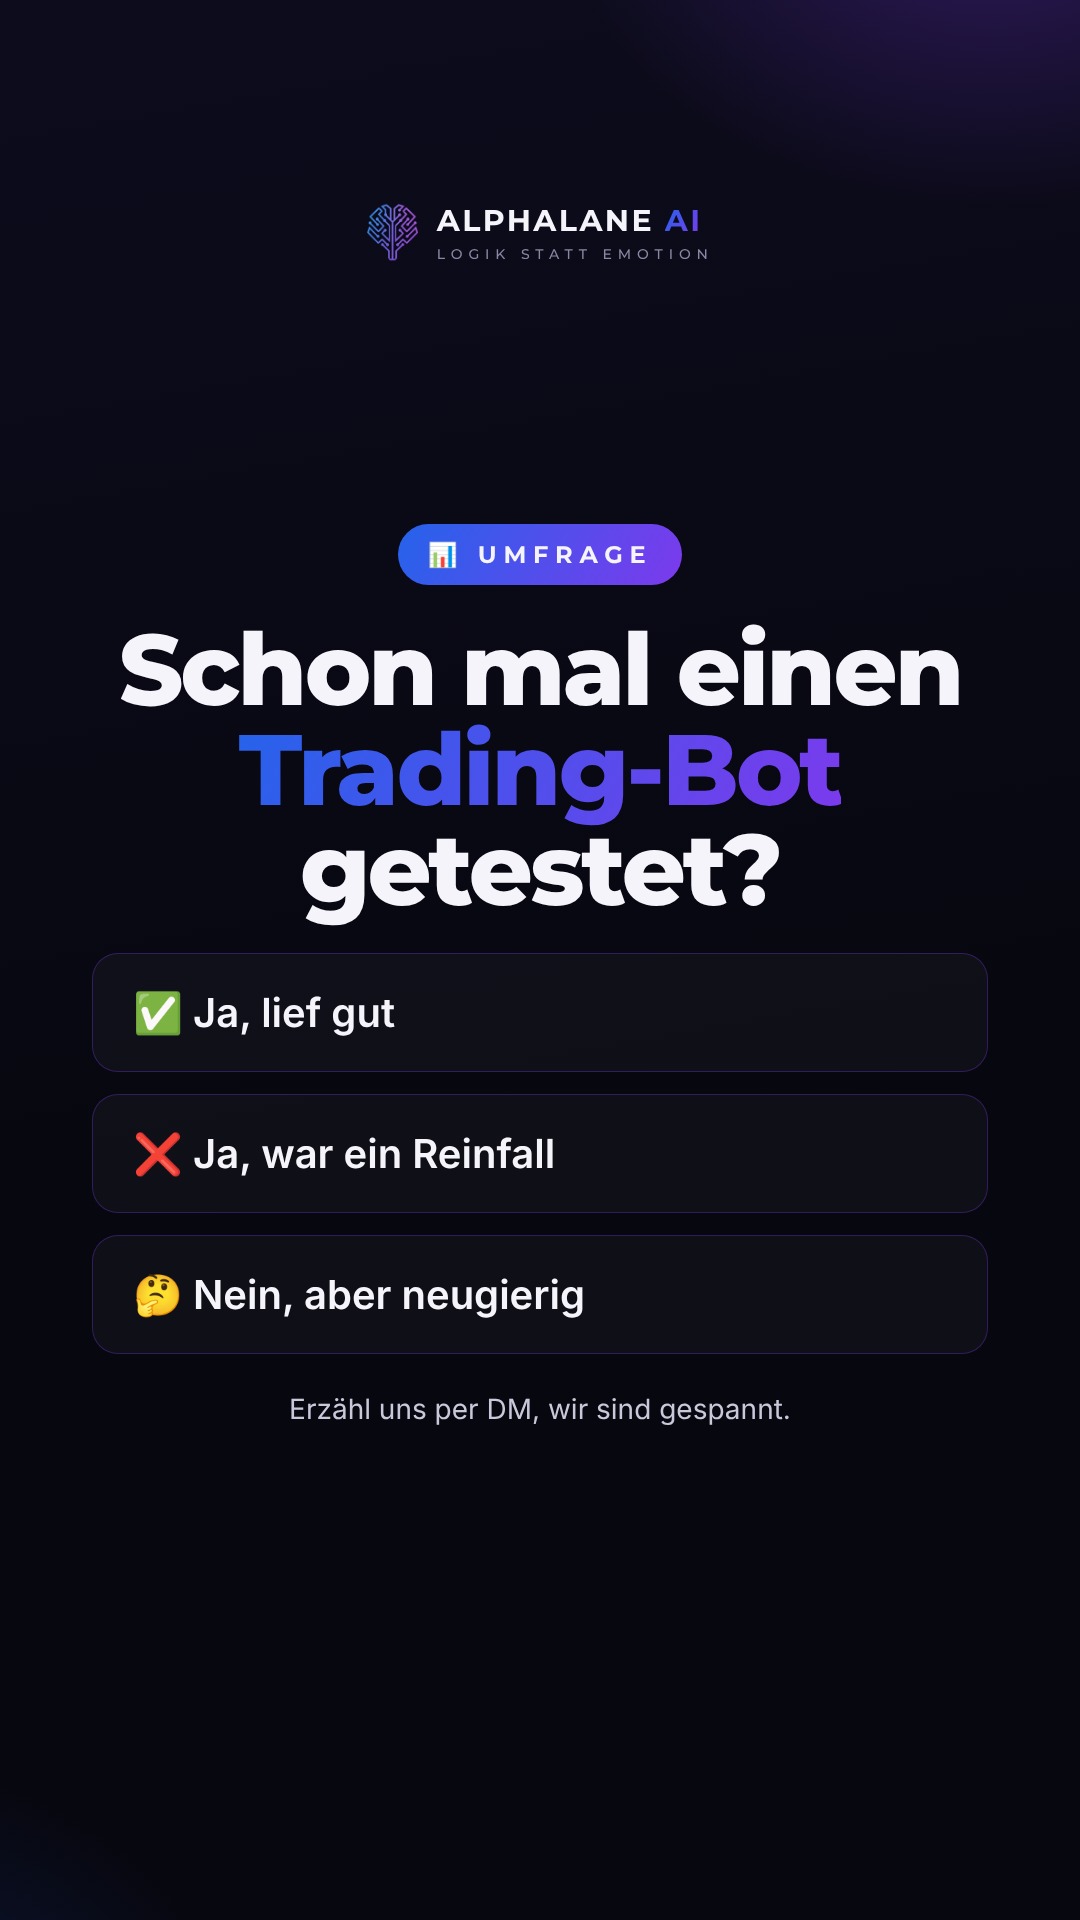 ALPHALANE AI
LOGIK STATT EMOTION
📊 UMFRAGE
Schon mal einen
Trading-Bot
getestet?
✅ Ja, lief gut
❌ Ja, war ein Reinfall
🤔 Nein, aber neugierig
Erzähl uns per DM, wir sind gespannt.